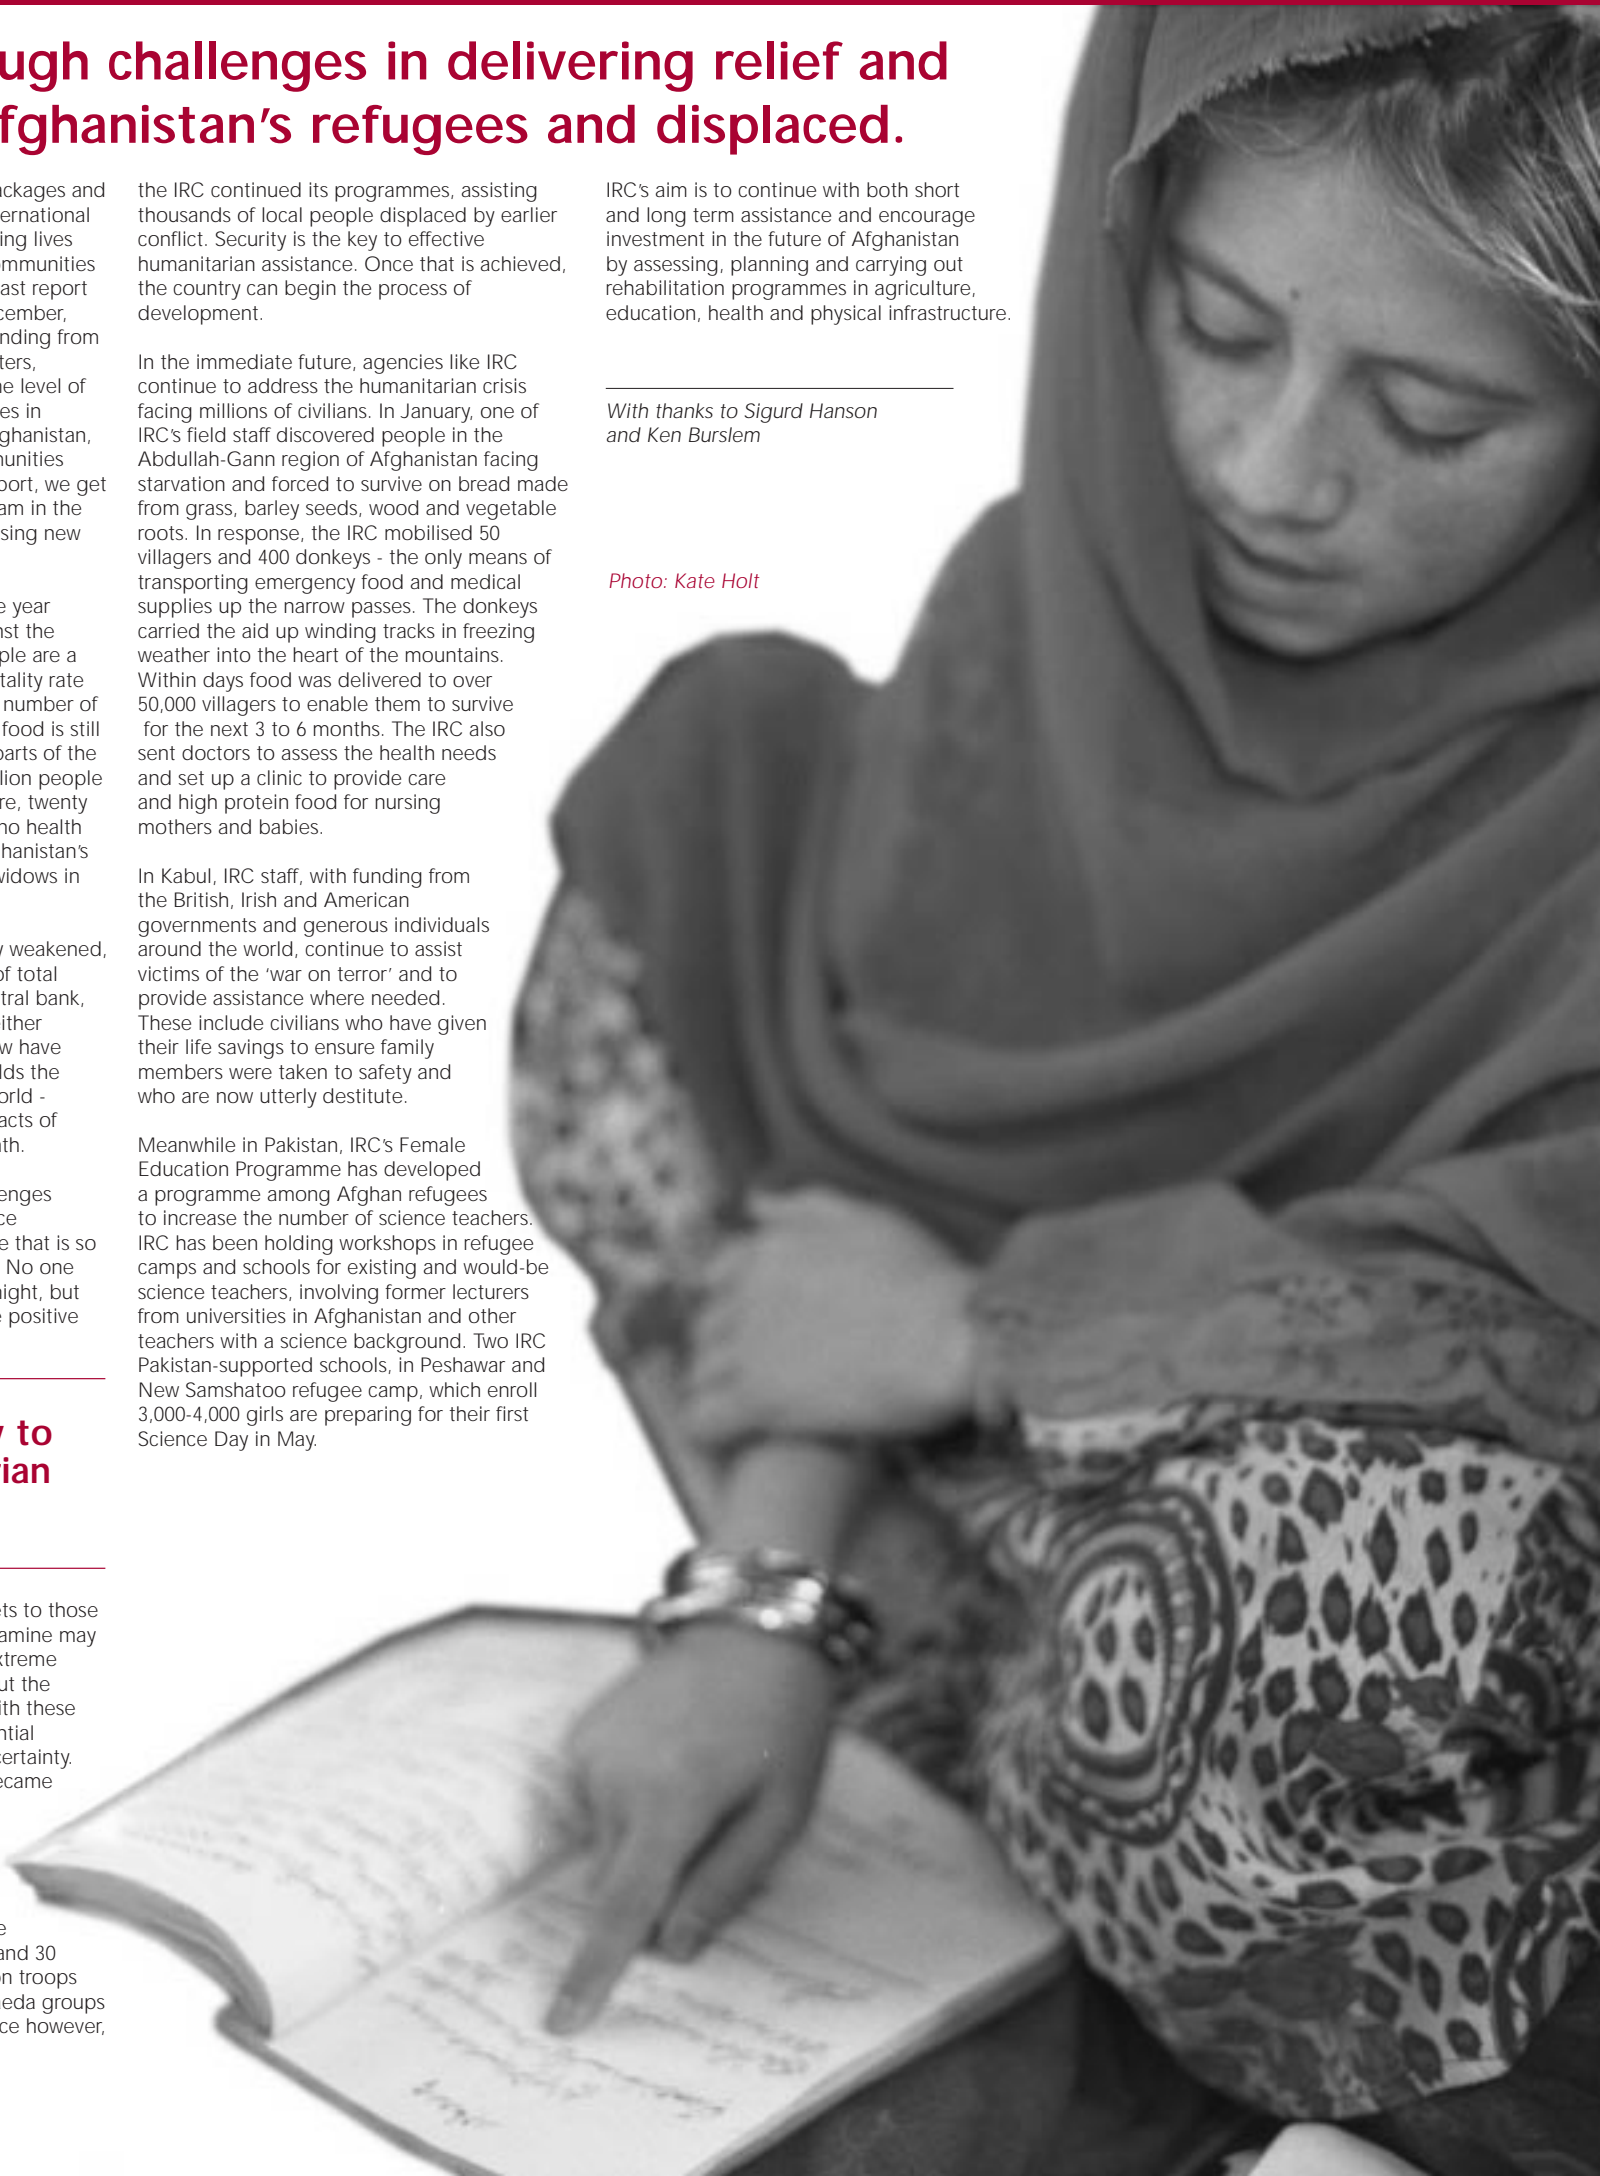 ugh challenges in delivering relief and
fghanistan's refugees and displaced.
ackages and
ernational
ing lives
mmunities
ast report
cember,
nding from
ters,
ne level of
es in
ghanistan,
nunities
port, we get
am in the
sing new
e year
nst the
ple are a
tality rate
number of
food is still
parts of the
lion people
re, twenty
no health
hanistan's
widows in
y weakened,
of total
tral bank,
either
w have
lds the
orld -
acts of
ath.
enges
ce
e that is so
No one
night, but
e positive
y to
rian
ets to those
amine may
xtreme
ut the
ith these
ntial
certainty.
ecame
e
and 30
on troops
aeda groups
ce however,
the IRC continued its programmes, assisting
thousands of local people displaced by earlier
conflict. Security is the key to effective
humanitarian assistance. Once that is achieved,
the country can begin the process of
development.
In the immediate future, agencies like IRC
continue to address the humanitarian crisis
facing millions of civilians. In January, one of
IRC's field staff discovered people in the
Abdullah-Gann region of Afghanistan facing
starvation and forced to survive on bread made
from grass, barley seeds, wood and vegetable
roots. In response, the IRC mobilised 50
villagers and 400 donkeys - the only means of
transporting emergency food and medical
supplies up the narrow passes. The donkeys
carried the aid up winding tracks in freezing
weather into the heart of the mountains.
Within days food was delivered to over
50,000 villagers to enable them to survive
for the next 3 to 6 months. The IRC also
sent doctors to assess the health needs
and set up a clinic to provide care
and high protein food for nursing
mothers and babies.
In Kabul, IRC staff, with funding from
the British, Irish and American
governments and generous individuals
around the world, continue to assist
victims of the 'war on terror' and to
provide assistance where needed.
These include civilians who have given
their life savings to ensure family
members were taken to safety and
who are now utterly destitute.
Meanwhile in Pakistan, IRC's Female
Education Programme has developed
a programme among Afghan refugees
to increase the number of science teachers.
IRC has been holding workshops in refugee
camps and schools for existing and would-be
science teachers, involving former lecturers
from universities in Afghanistan and other
teachers with a science background. Two IRC
Pakistan-supported schools, in Peshawar and
New Samshatoo refugee camp, which enroll
3,000-4,000 girls are preparing for their first
Science Day in May.
IRC's aim is to continue with both short
and long term assistance and encourage
investment in the future of Afghanistan
by assessing, planning and carrying out
rehabilitation programmes in agriculture,
education, health and physical infrastructure.
With thanks to Sigurd Hanson
and Ken Burslem
Photo: Kate Holt